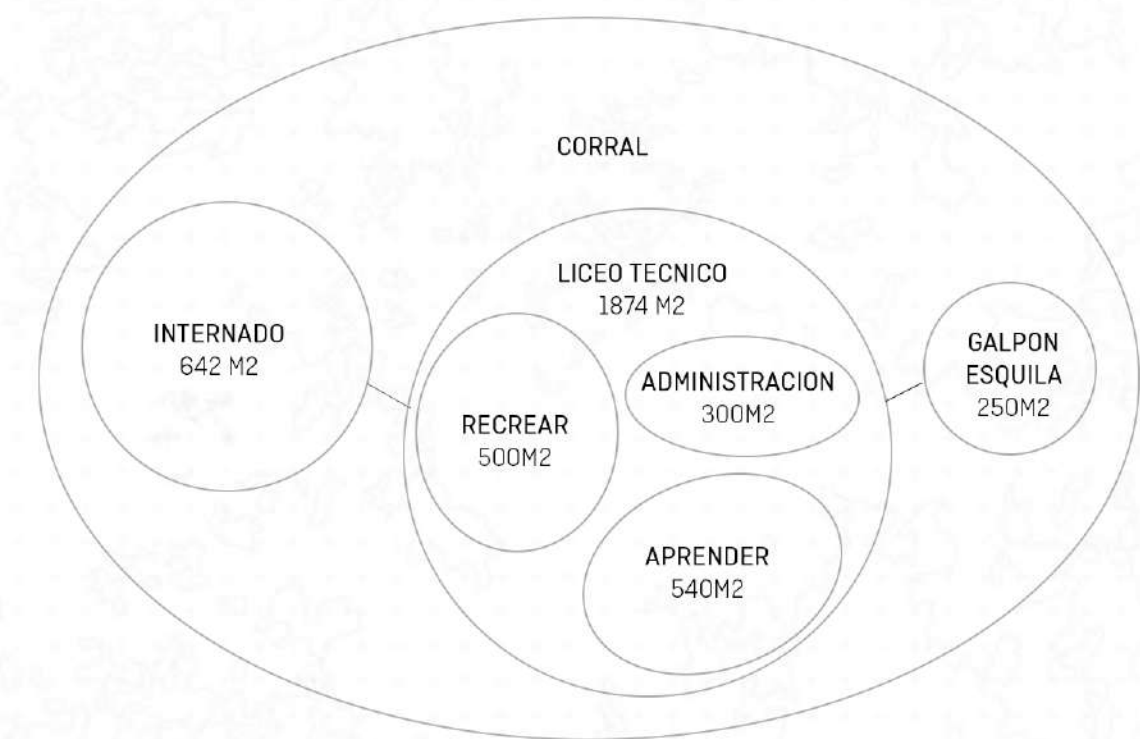 CORRAL
LICEO TECNICO
1874 M2
INTERNADO
642 M2
GALPON
ESQUILA
250M2
ADMINISTRACION
300M2
RECREAR
500M2
APRENDER
540M2